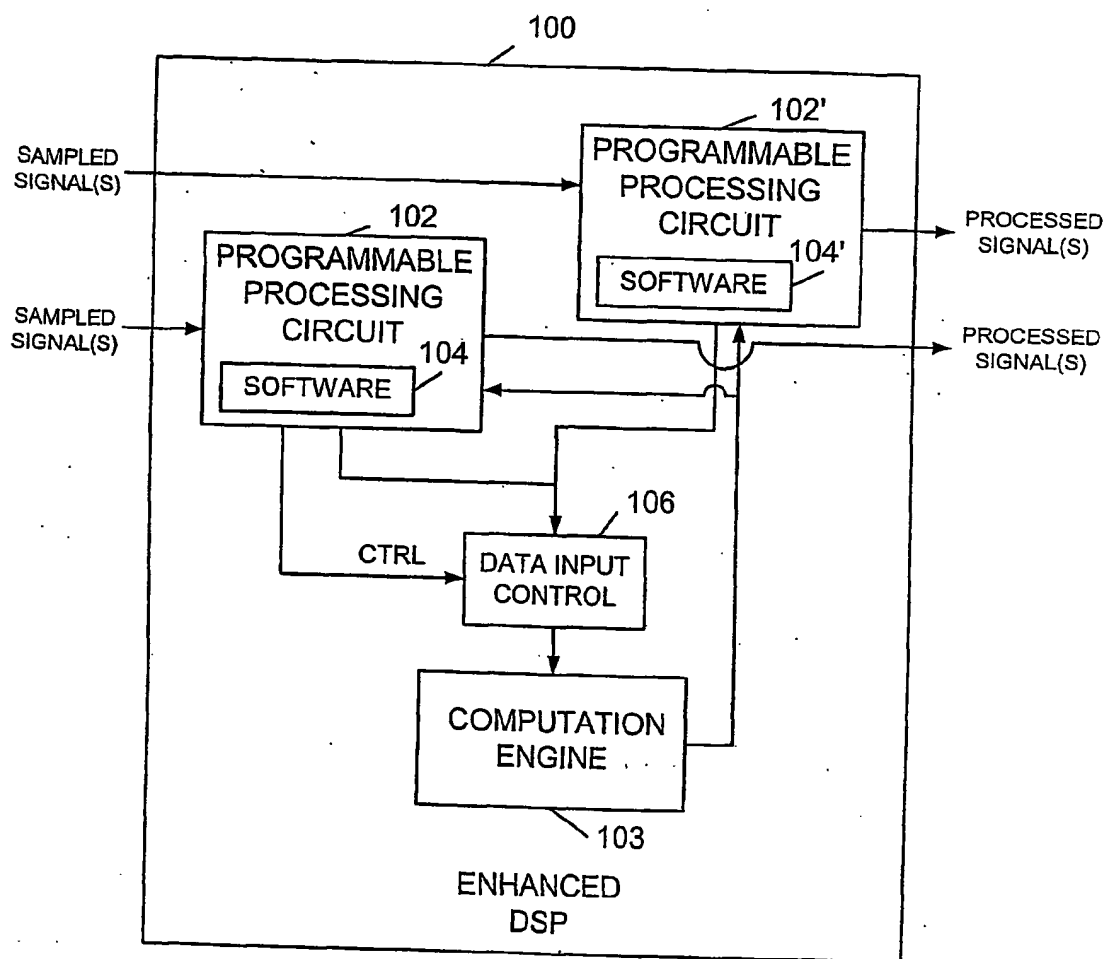 100
102'
PROGRAMMABLE
PROCESSING
CIRCUIT
SOFTWARE
104'
SAMPLED
SIGNAL(S)
PROCESSED
SIGNAL(S)
102
PROGRAMMABLE
PROCESSING
CIRCUIT
SOFTWARE
104
SAMPLED
SIGNAL(S)
PROCESSED
SIGNAL(S)
106
CTRL
DATA INPUT
CONTROL
COMPUTATION
ENGINE
103
ENHANCED
DSP